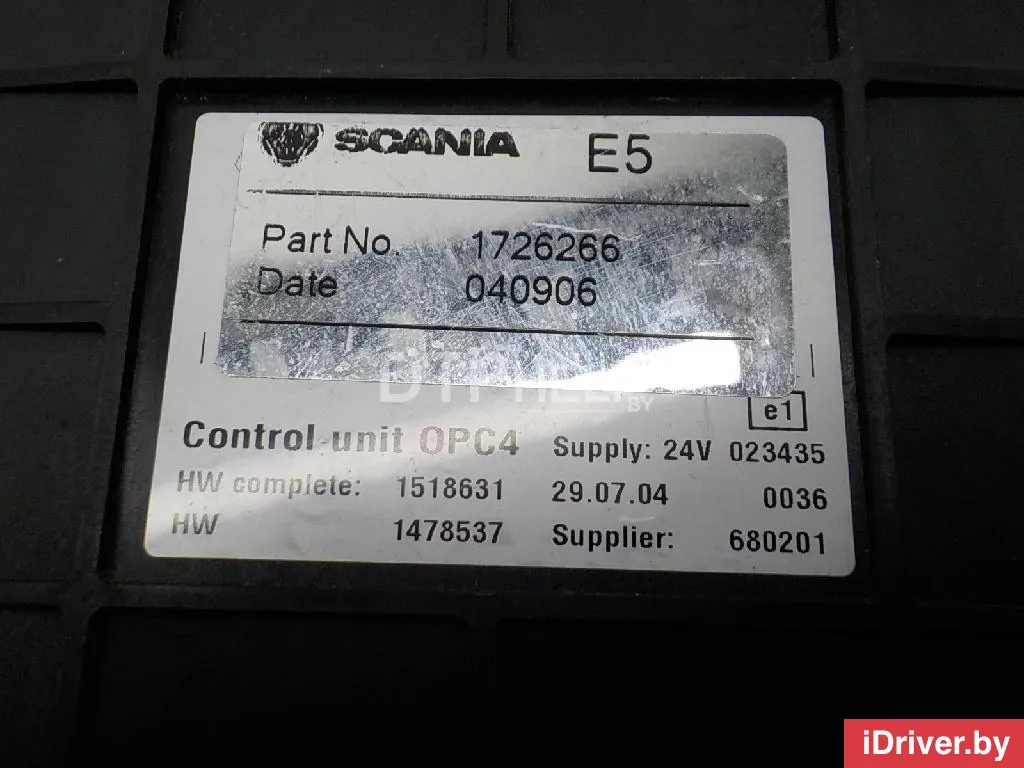 SCANIA E5
Part No. 1726266
Date 040906
e1
Control unit OPC4 Supply: 24V 023435
HW complete: 1518631 29.07.04 0036
HW 1478537 Supplier: 680201
iDriver.by